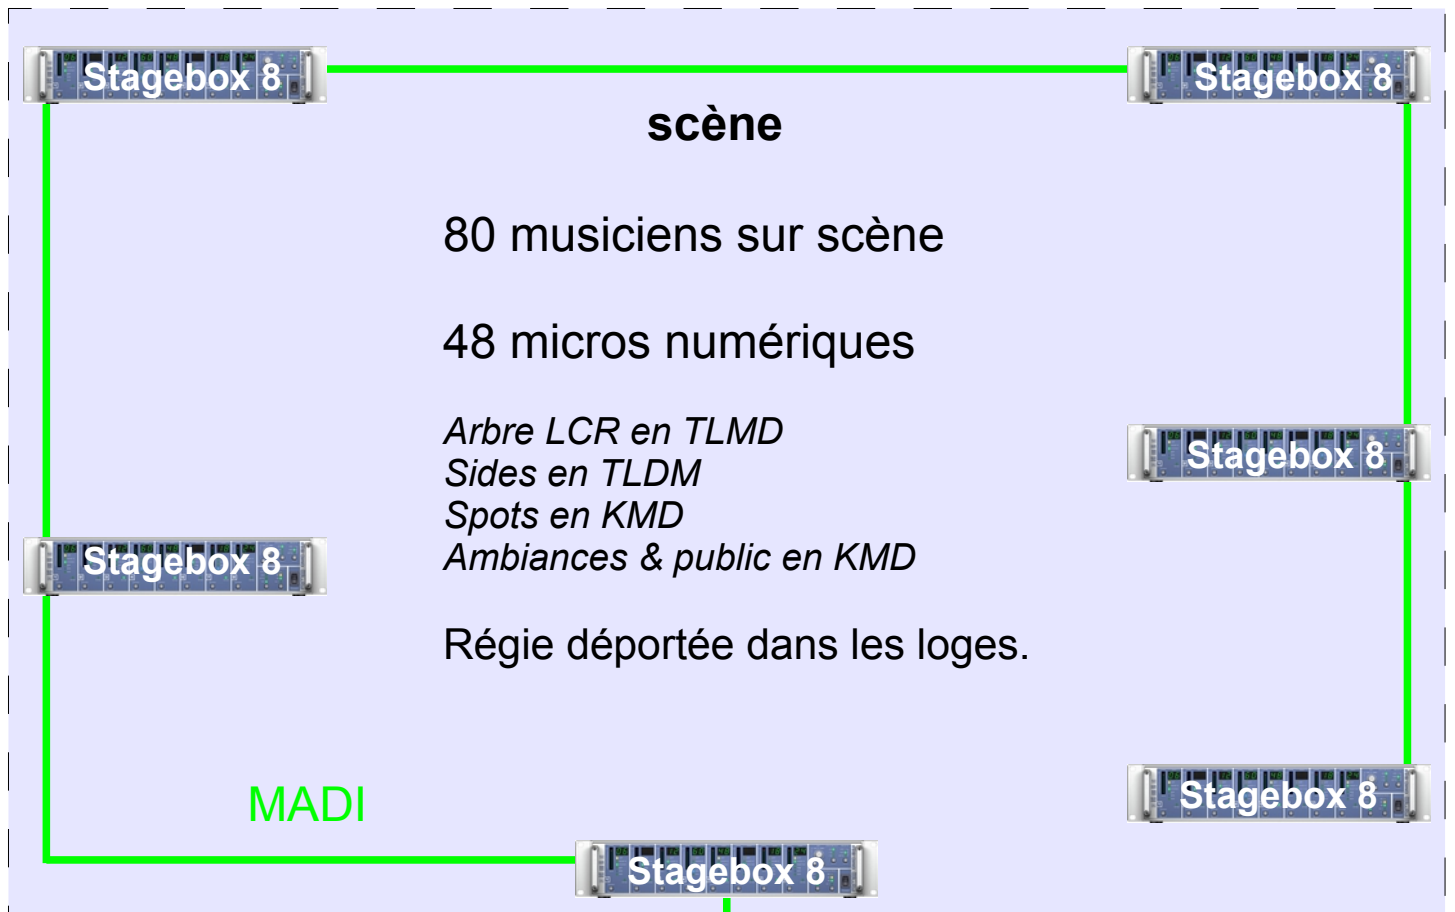 Stagebox 8
Stagebox 8
scène
80 musiciens sur scène
48 micros numériques
Arbre LCR en TLMD
Sides en TLDM
Stagebox 8
Spots en KMD
Ambiances & public en KMD
Stagebox 8
Régie déportée dans les loges.
MADI
Stagebox 8
Stagebox 8